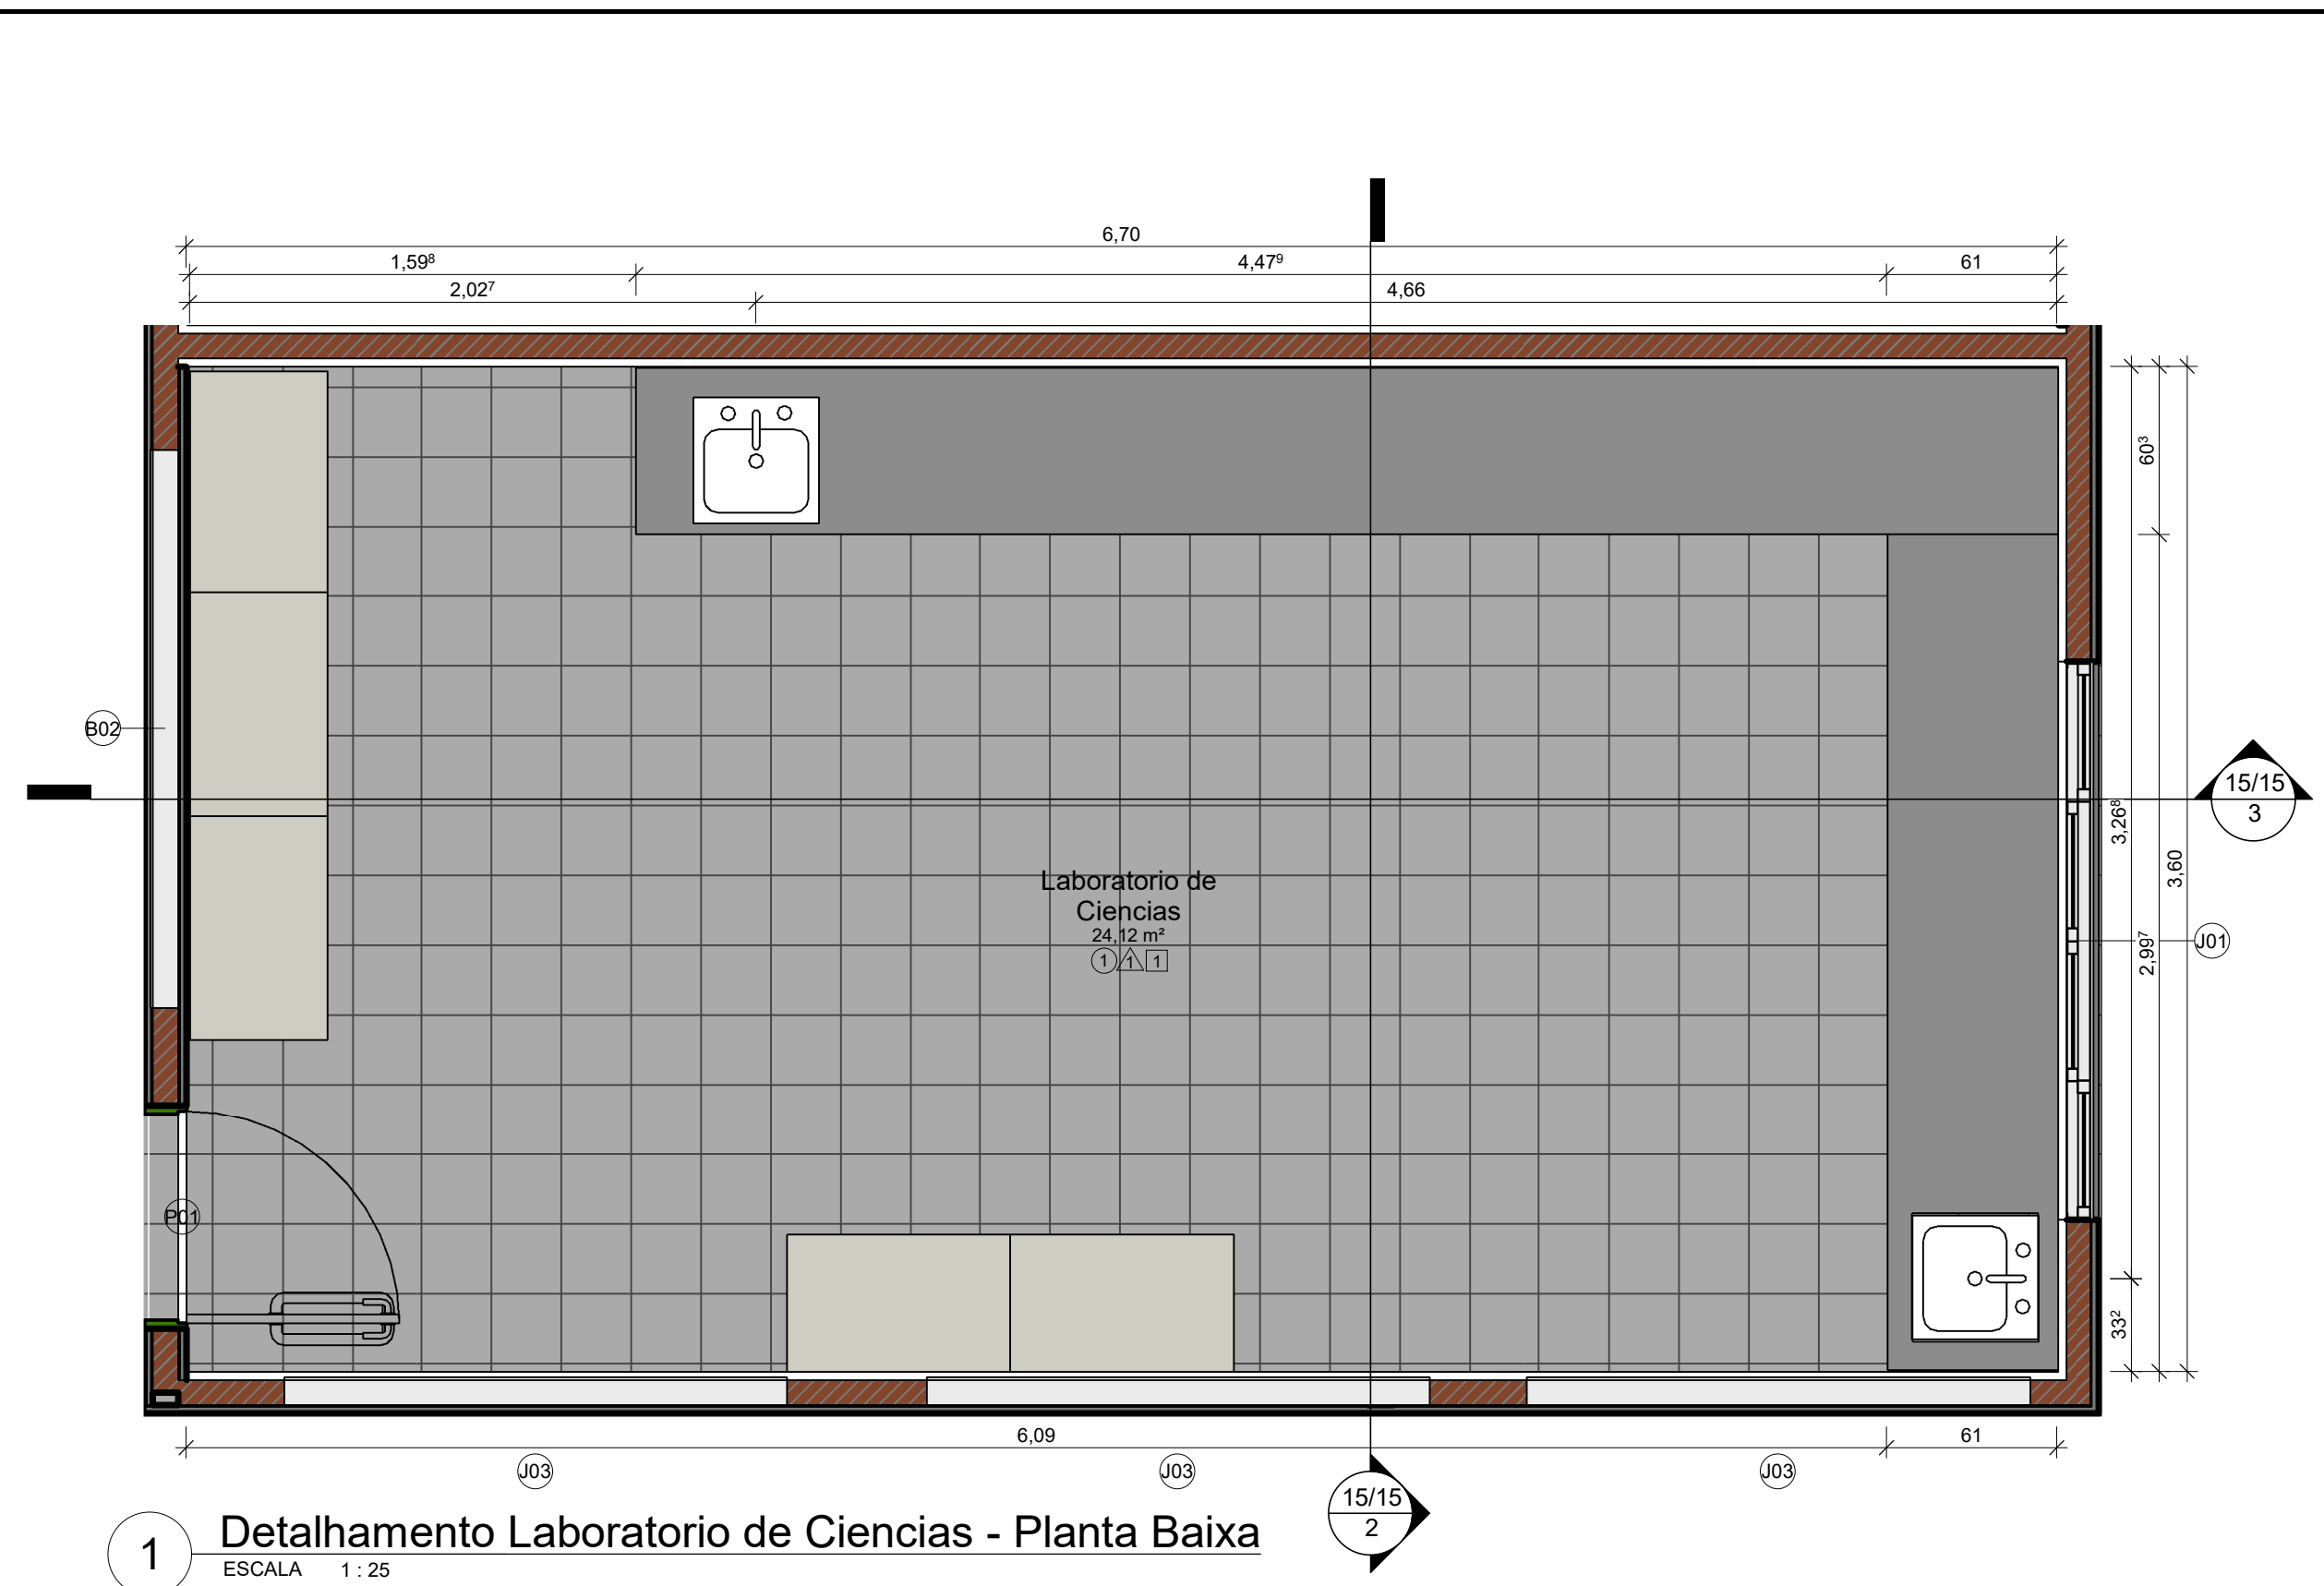 6,70
1,59⁸ 4,47⁹ 61
2,02⁷ 4,66
60³
B02
15/15
3
3,26⁸
3,60
Laboratorio de
Ciencias
24,12 m²
1 1 1
2,99⁷
J01
P01
33²
6,09 61
J03 J03 J03
15/15
2
1
Detalhamento Laboratorio de Ciencias - Planta Baixa
ESCALA 1 : 25